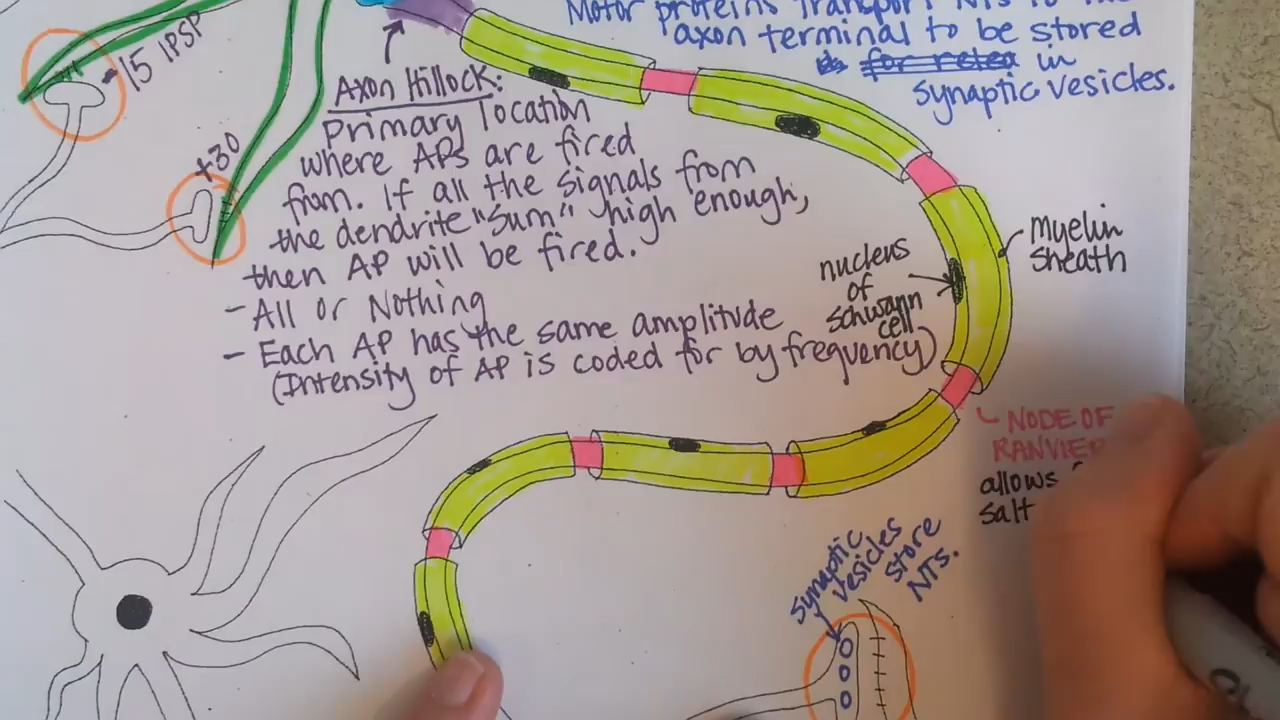 Motor proteins transport NTs to the
axon terminal to be stored
in
synaptic vesicles.
-15 IPSP
+30
Axon Hillock:
Primary location
where APs are fired
from. If all the signals from
the dendrite "Sum" high enough,
then AP will be fired.
- All or Nothing
- Each AP has the same amplitude
(Intensity of AP is coded for by frequency)
nucleus
of
schwann
cell
myelin
sheath
NODE OF
RANVIER
allows
salt
Synaptic
vesicles
store
NTs.